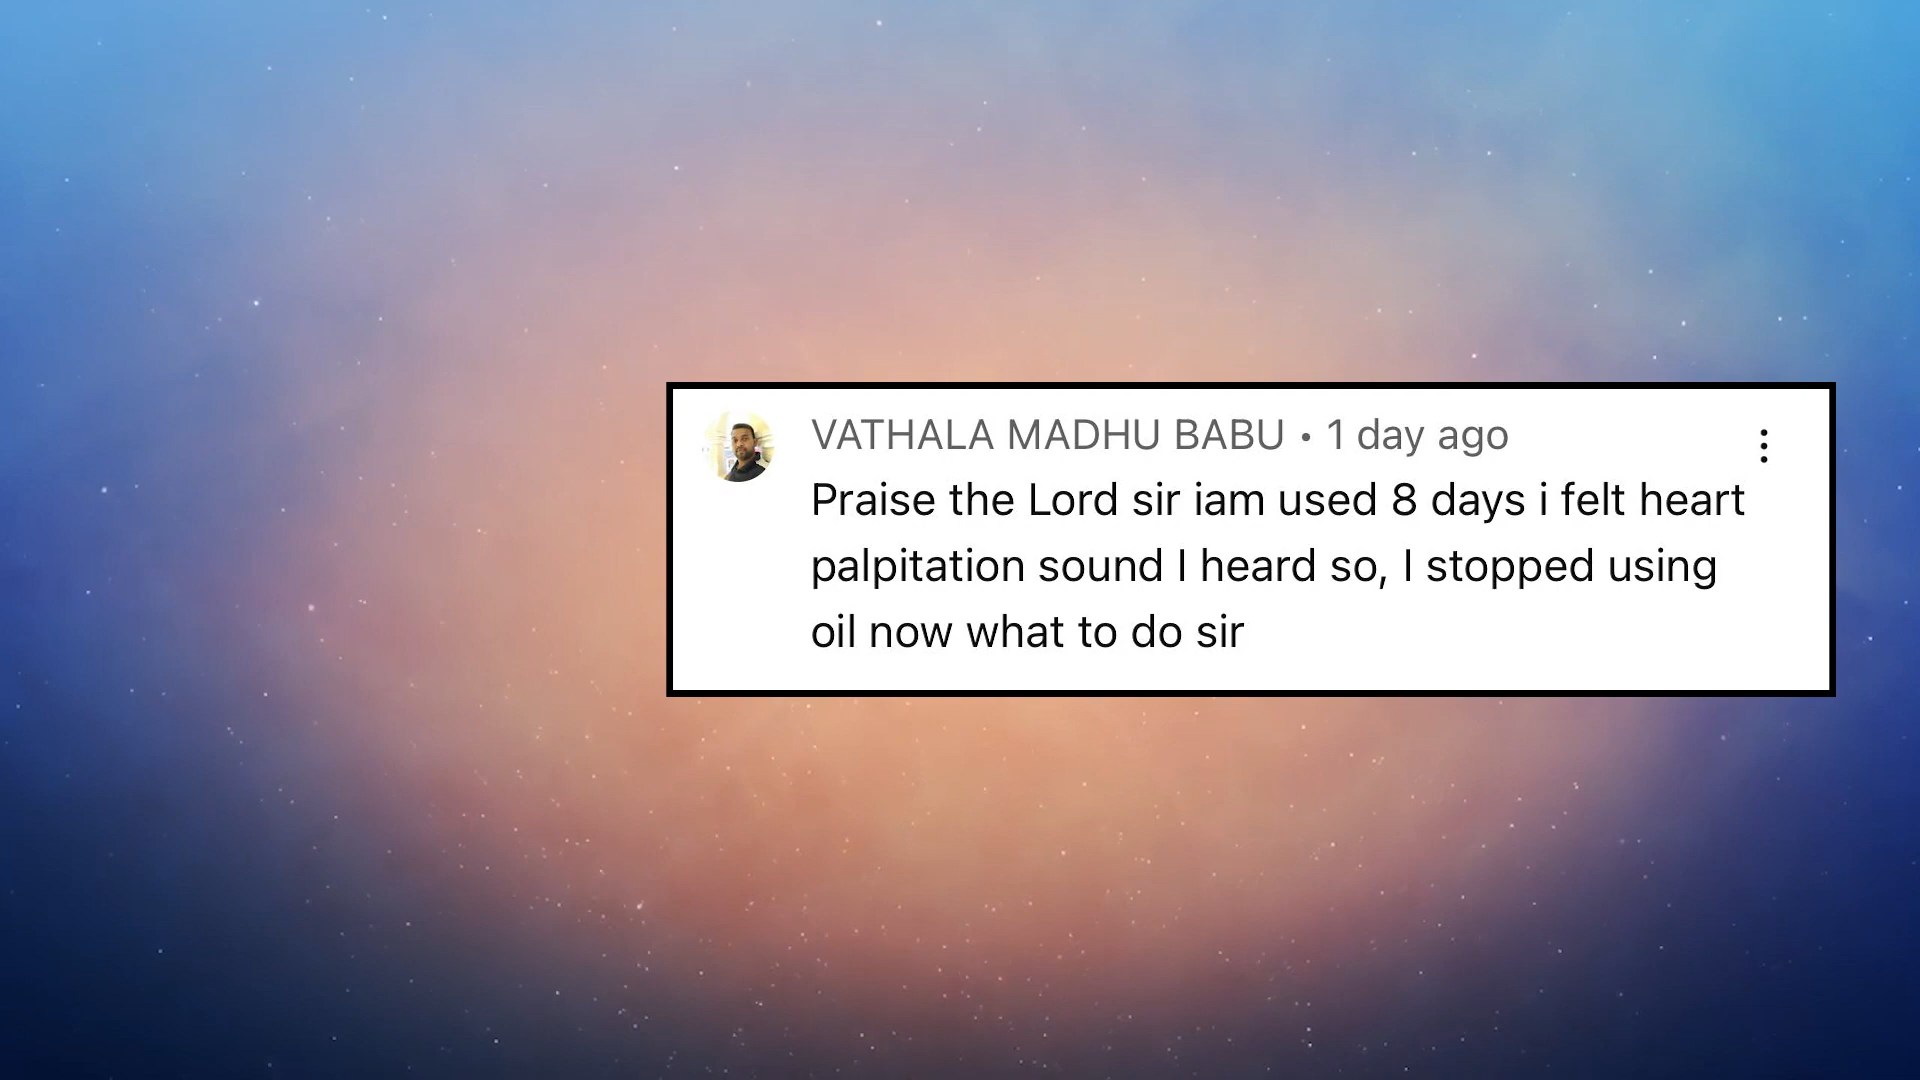 VATHALA MADHU BABU • 1 day ago
Praise the Lord sir iam used 8 days i felt heart
palpitation sound I heard so, I stopped using
oil now what to do sir